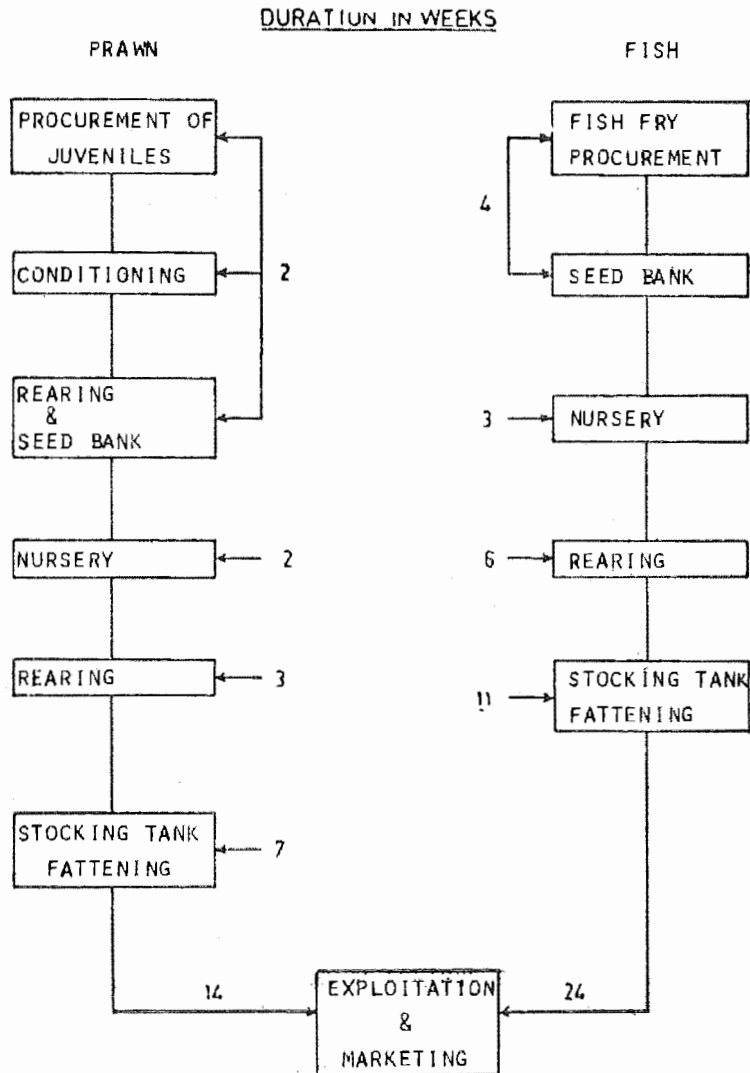 DURATION IN WEEKS
PRAWN
PROCUREMENT OF
JUVENILES
CONDITIONING
2
REARING
&
SEED BANK
NURSERY
2
REARING
3
STOCKING TANK
FATTENING
7
14
FISH
FISH FRY
PROCUREMENT
4
SEED BANK
3
NURSERY
6
REARING
11
STOCKING TANK
FATTENING
24
EXPLOITATION
&
MARKETING